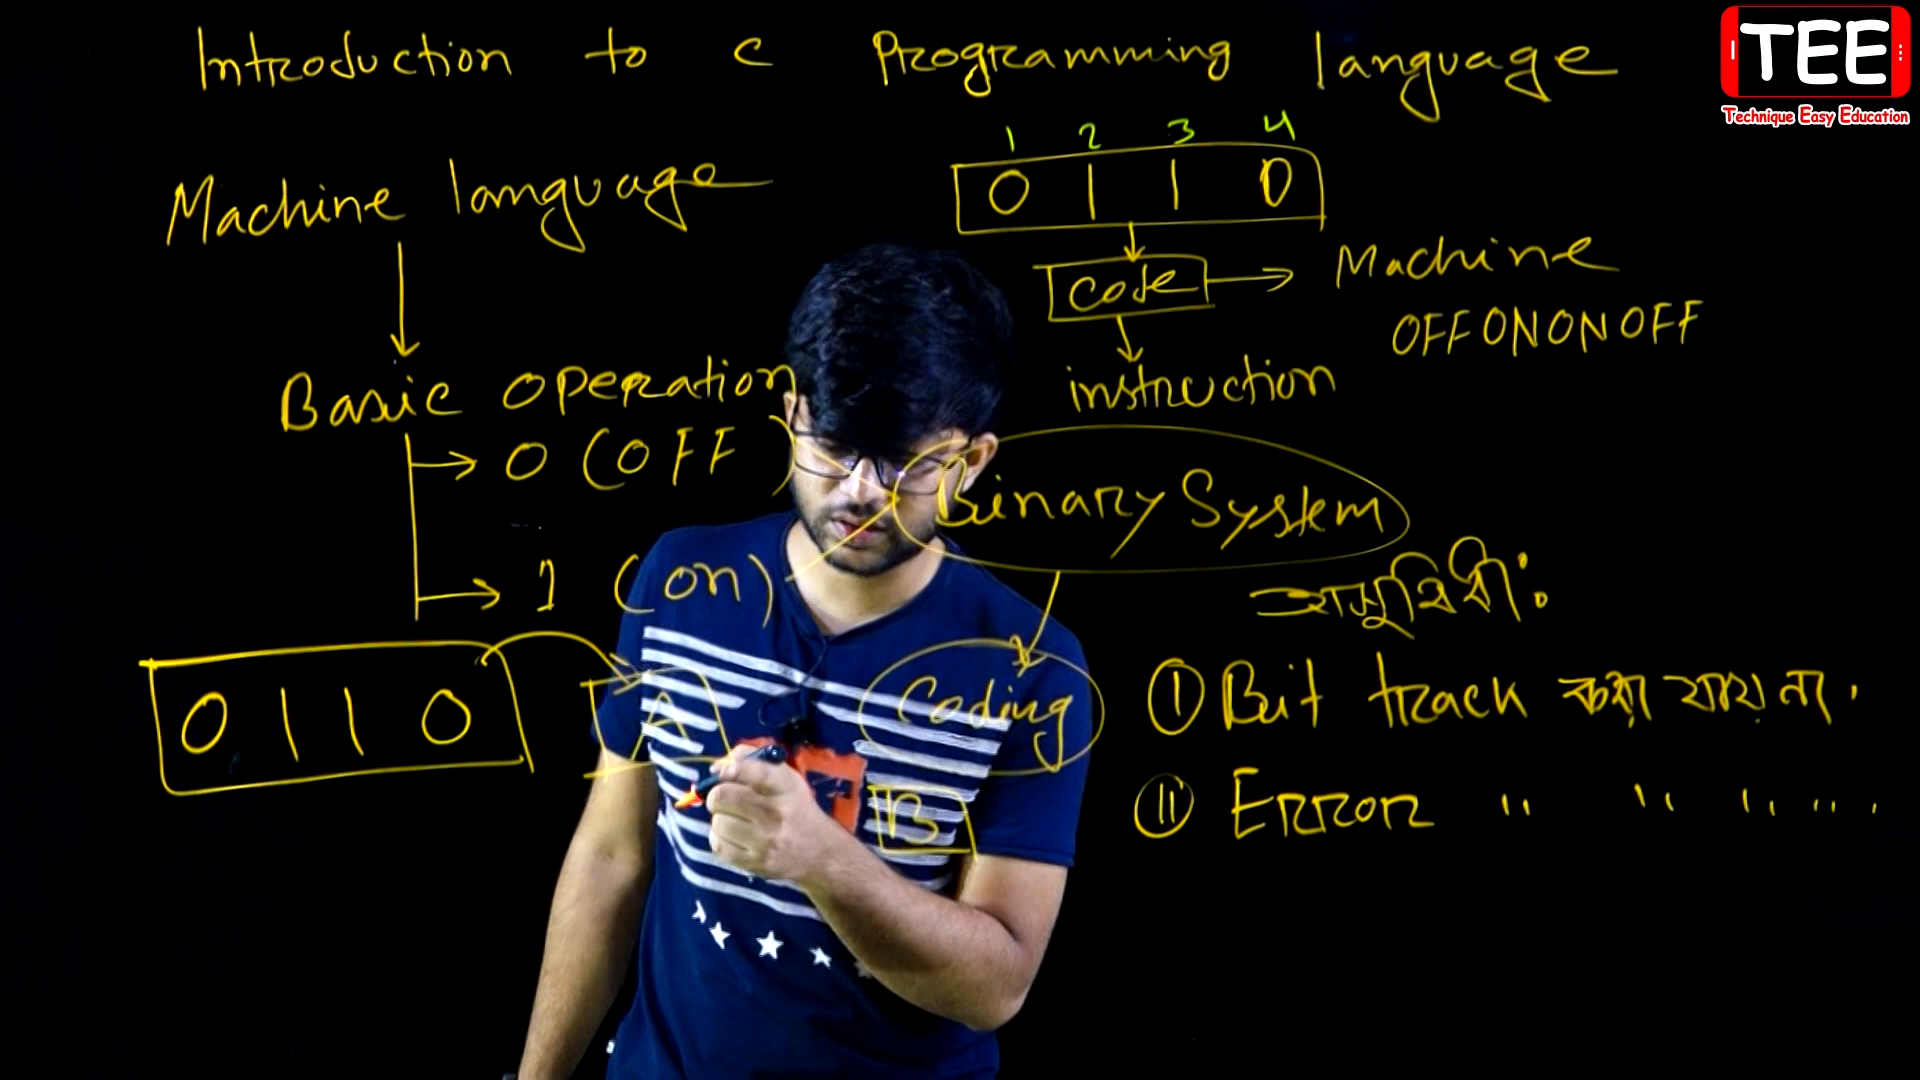 Introduction to c Programming language
TEE
Technique Easy Education
1 2 3 4
0 1 1 0
Machine language
code
Machine
OFF ON ON OFF
instruction
Basic operation
0 (OFF)
Binary System
1 (on)
অসুবিধা:
0 1 1 0
A
Coding
① Bit track করা যায় না.
B
② Error " " " " "